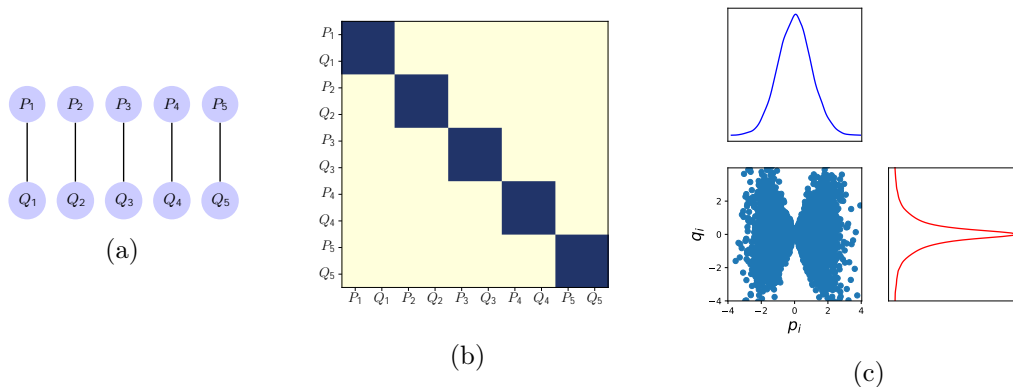 P₁ P₂ P₃ P₄ P₅
Q₁ Q₂ Q₃ Q₄ Q₅
(a)
P₁
Q₁
P₂
Q₂
P₃
Q₃
P₄
Q₄
P₅
Q₅
P₁ Q₁ P₂ Q₂ P₃ Q₃ P₄ Q₄ P₅ Q₅
(b)
qᵢ
2
0
−2
−4
−4 −2 0 2 4
pᵢ
(c)